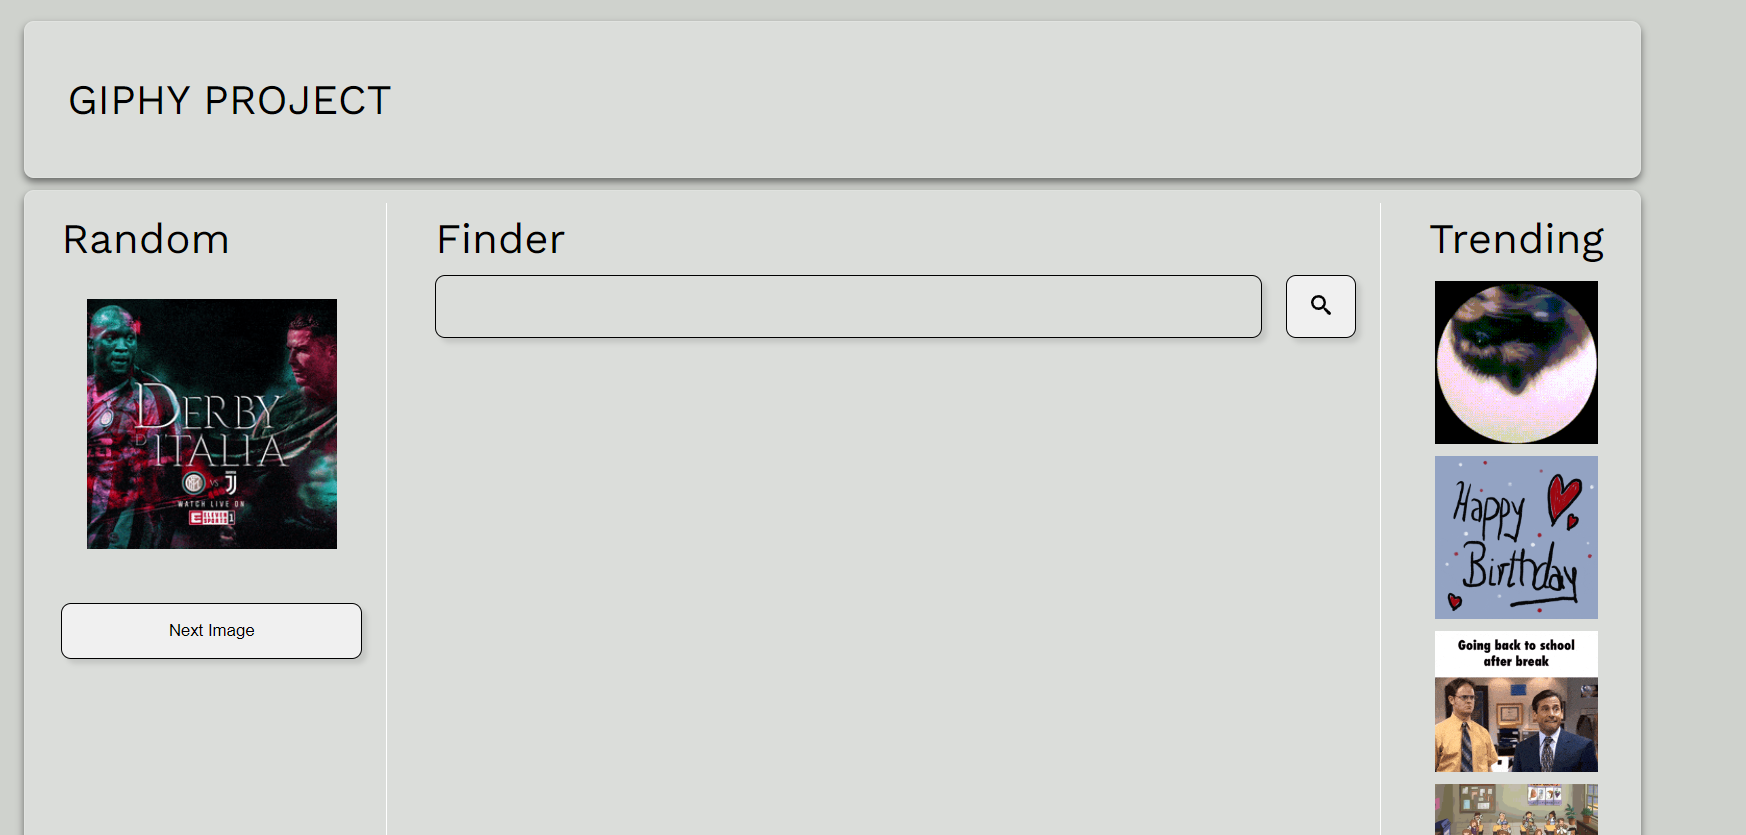 GIPHY PROJECT
Random
Finder
Trending
DERBY
D'ITALIA
VS
WATCH LIVE ON
ELEVEN
SPORTS 1
Next Image
Happy
Birthday
Going back to school
after break